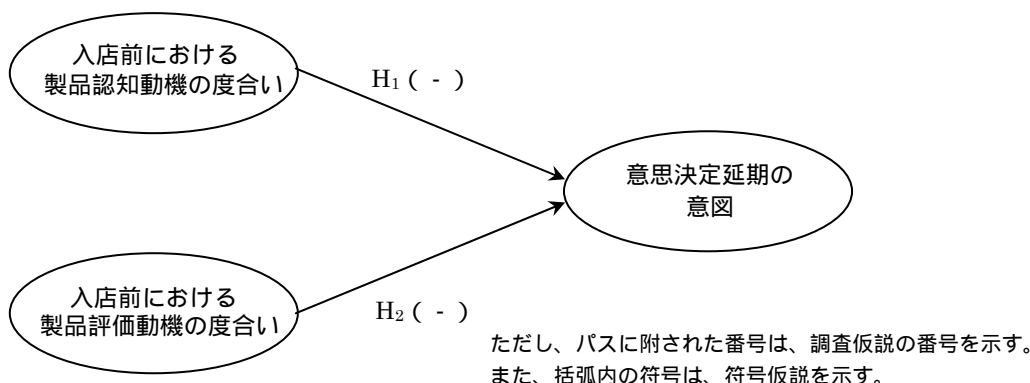 入店前における
製品認知動機の度合い
H₁ ( - )
意思決定延期の
意図
入店前における
製品評価動機の度合い
H₂ ( - )
ただし、パスに附された番号は、調査仮説の番号を示す。
また、括弧内の符号は、符号仮説を示す。